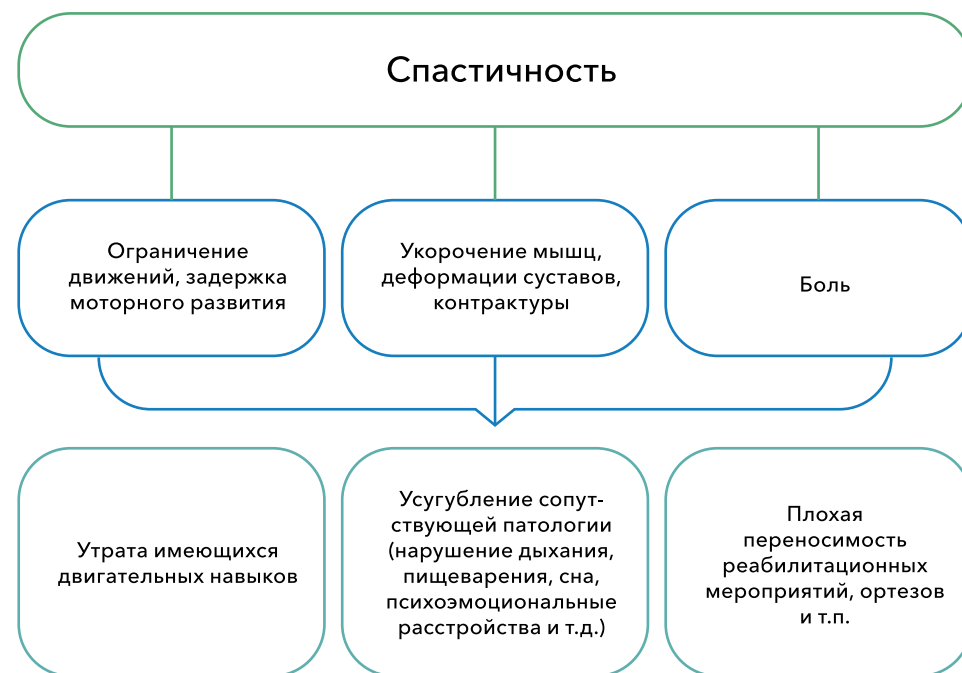 Спастичность
Ограничение
движений, задержка
моторного развития
Укорочение мышц,
деформации суставов,
контрактуры
Боль
Утрата имеющихся
двигательных навыков
Усугубление сопут-
ствующей патологии
(нарушение дыхания,
пищеварения, сна,
психоэмоциональные
расстройства и т.д.)
Плохая
переносимость
реабилитационных
мероприятий, ортезов
и т.п.